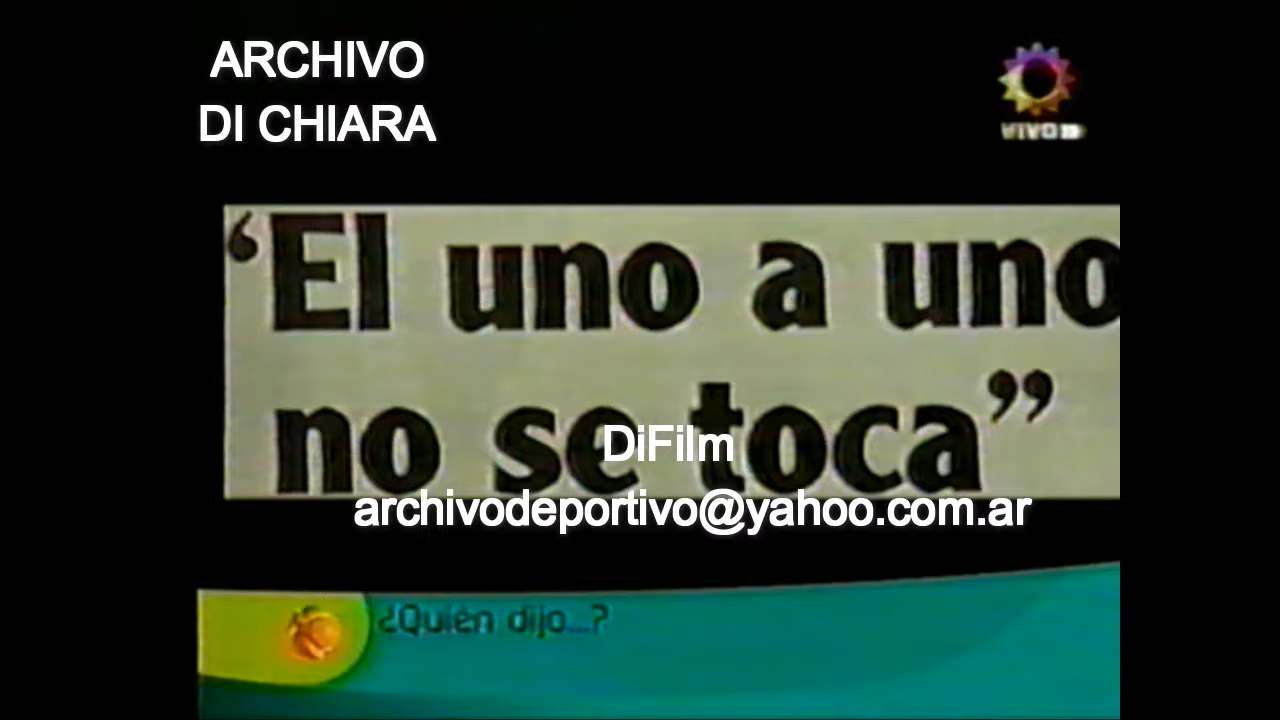 ARCHIVO
DI CHIARA
VIVO
‘El uno a uno
no se toca”
DiFilm
archivodeportivo@yahoo.com.ar
¿Quién dijo...?